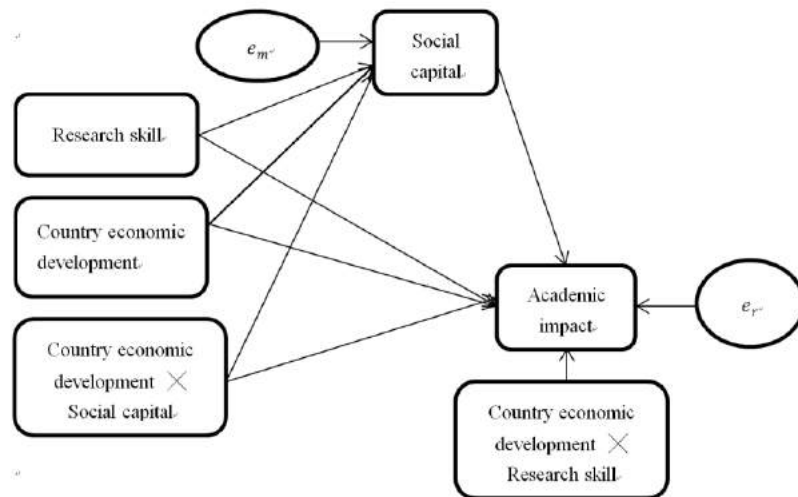 e_m
Social
capital
Research skill
Country economic
development
Country economic
development ×
Social capital
Academic
impact
e_r
Country economic
development ×
Research skill